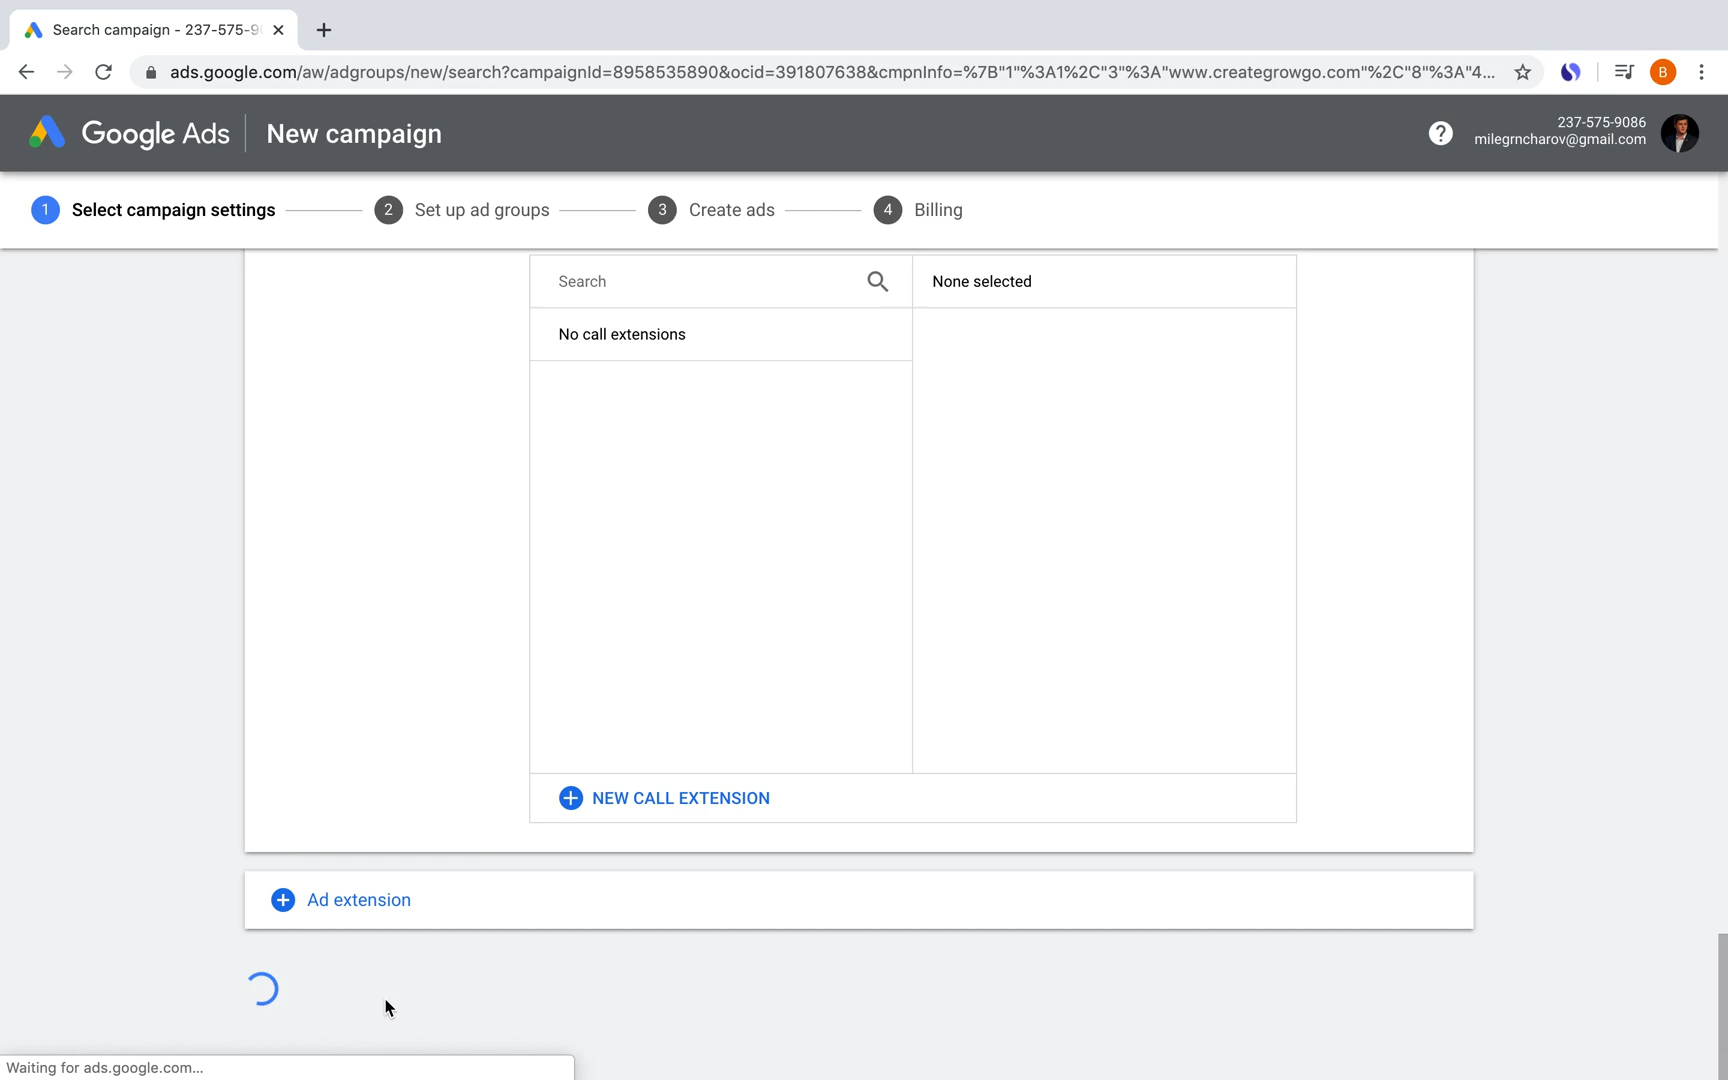 Search campaign - 237-575-9
ads.google.com/aw/adgroups/new/search?campaignId=8958535890&ocid=391807638&cmpnInfo=%7B"1"%3A1%2C"3"%3A"www.creategrowgo.com"%2C"8"%3A"4...
B
Google Ads New campaign
?
237-575-9086
milegrncharov@gmail.com
1 Select campaign settings 2 Set up ad groups 3 Create ads 4 Billing
Search None selected
No call extensions
NEW CALL EXTENSION
Ad extension
Waiting for ads.google.com...